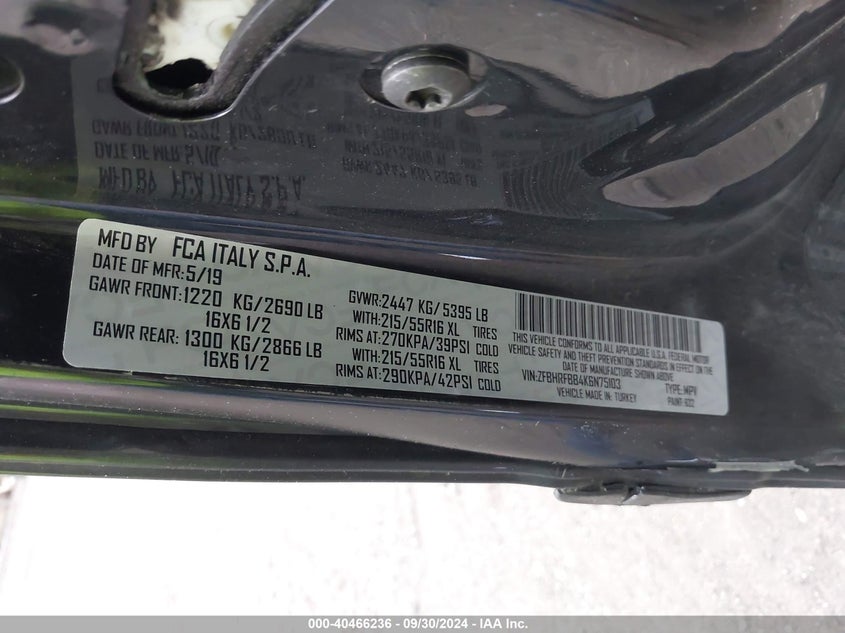 MFD BY FCA ITALY S.P.A.
DATE OF MFR:5/19
GAWR FRONT:1220 KG/2690 LB
16X6 1/2
GAWR REAR:1300 KG/2866 LB
16X6 1/2
GVWR:2447 KG/5395 LB
WITH:215/55R16 XL TIRES
RIMS AT:270KPA/39PSI COLD
WITH:215/55R16 XL TIRES
RIMS AT:290KPA/42PSI COLD
THIS VEHICLE CONFORMS TO ALL APPLICABLE U.S.A. FEDERAL MOTOR
VEHICLE SAFETY AND THEFT PREVENTION STANDARDS IN EFFECT ON THE
DATE OF MANUFACTURE SHOWN ABOVE.
VIN:ZFBHRFBB4K6N75103 TYPE:MPV
VEHICLE MADE IN: TURKEY PAINT: 632
000-40466236 - 09/30/2024 - IAA, Inc.